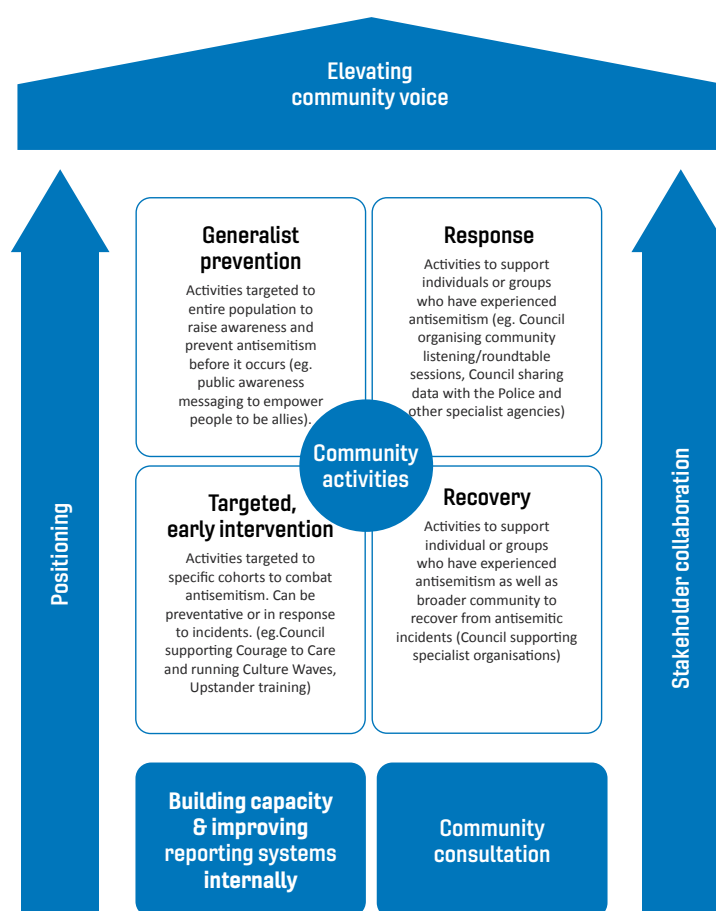 Elevating
community voice
Positioning
Generalist
prevention
Activities targeted to
entire population to
raise awareness and
prevent antisemitism
before it occurs (eg.
public awareness
messaging to empower
people to be allies).
Response
Activities to support
individuals or groups
who have experienced
antisemitism (eg. Council
organising community
listening/roundtable
sessions, Council sharing
data with the Police and
other specialist agencies)
Community
activities
Targeted,
early intervention
Activities targeted to
specific cohorts to combat
antisemitism. Can be
preventative or in response
to incidents. (eg.Council
supporting Courage to Care
and running Culture Waves,
Upstander training)
Recovery
Activities to support
individual or groups
who have experienced
antisemitism as well as
broader community to
recover from antisemitic
incidents (Council supporting
specialist organisations)
Stakeholder collaboration
Building capacity
& improving
reporting systems
internally
Community
consultation